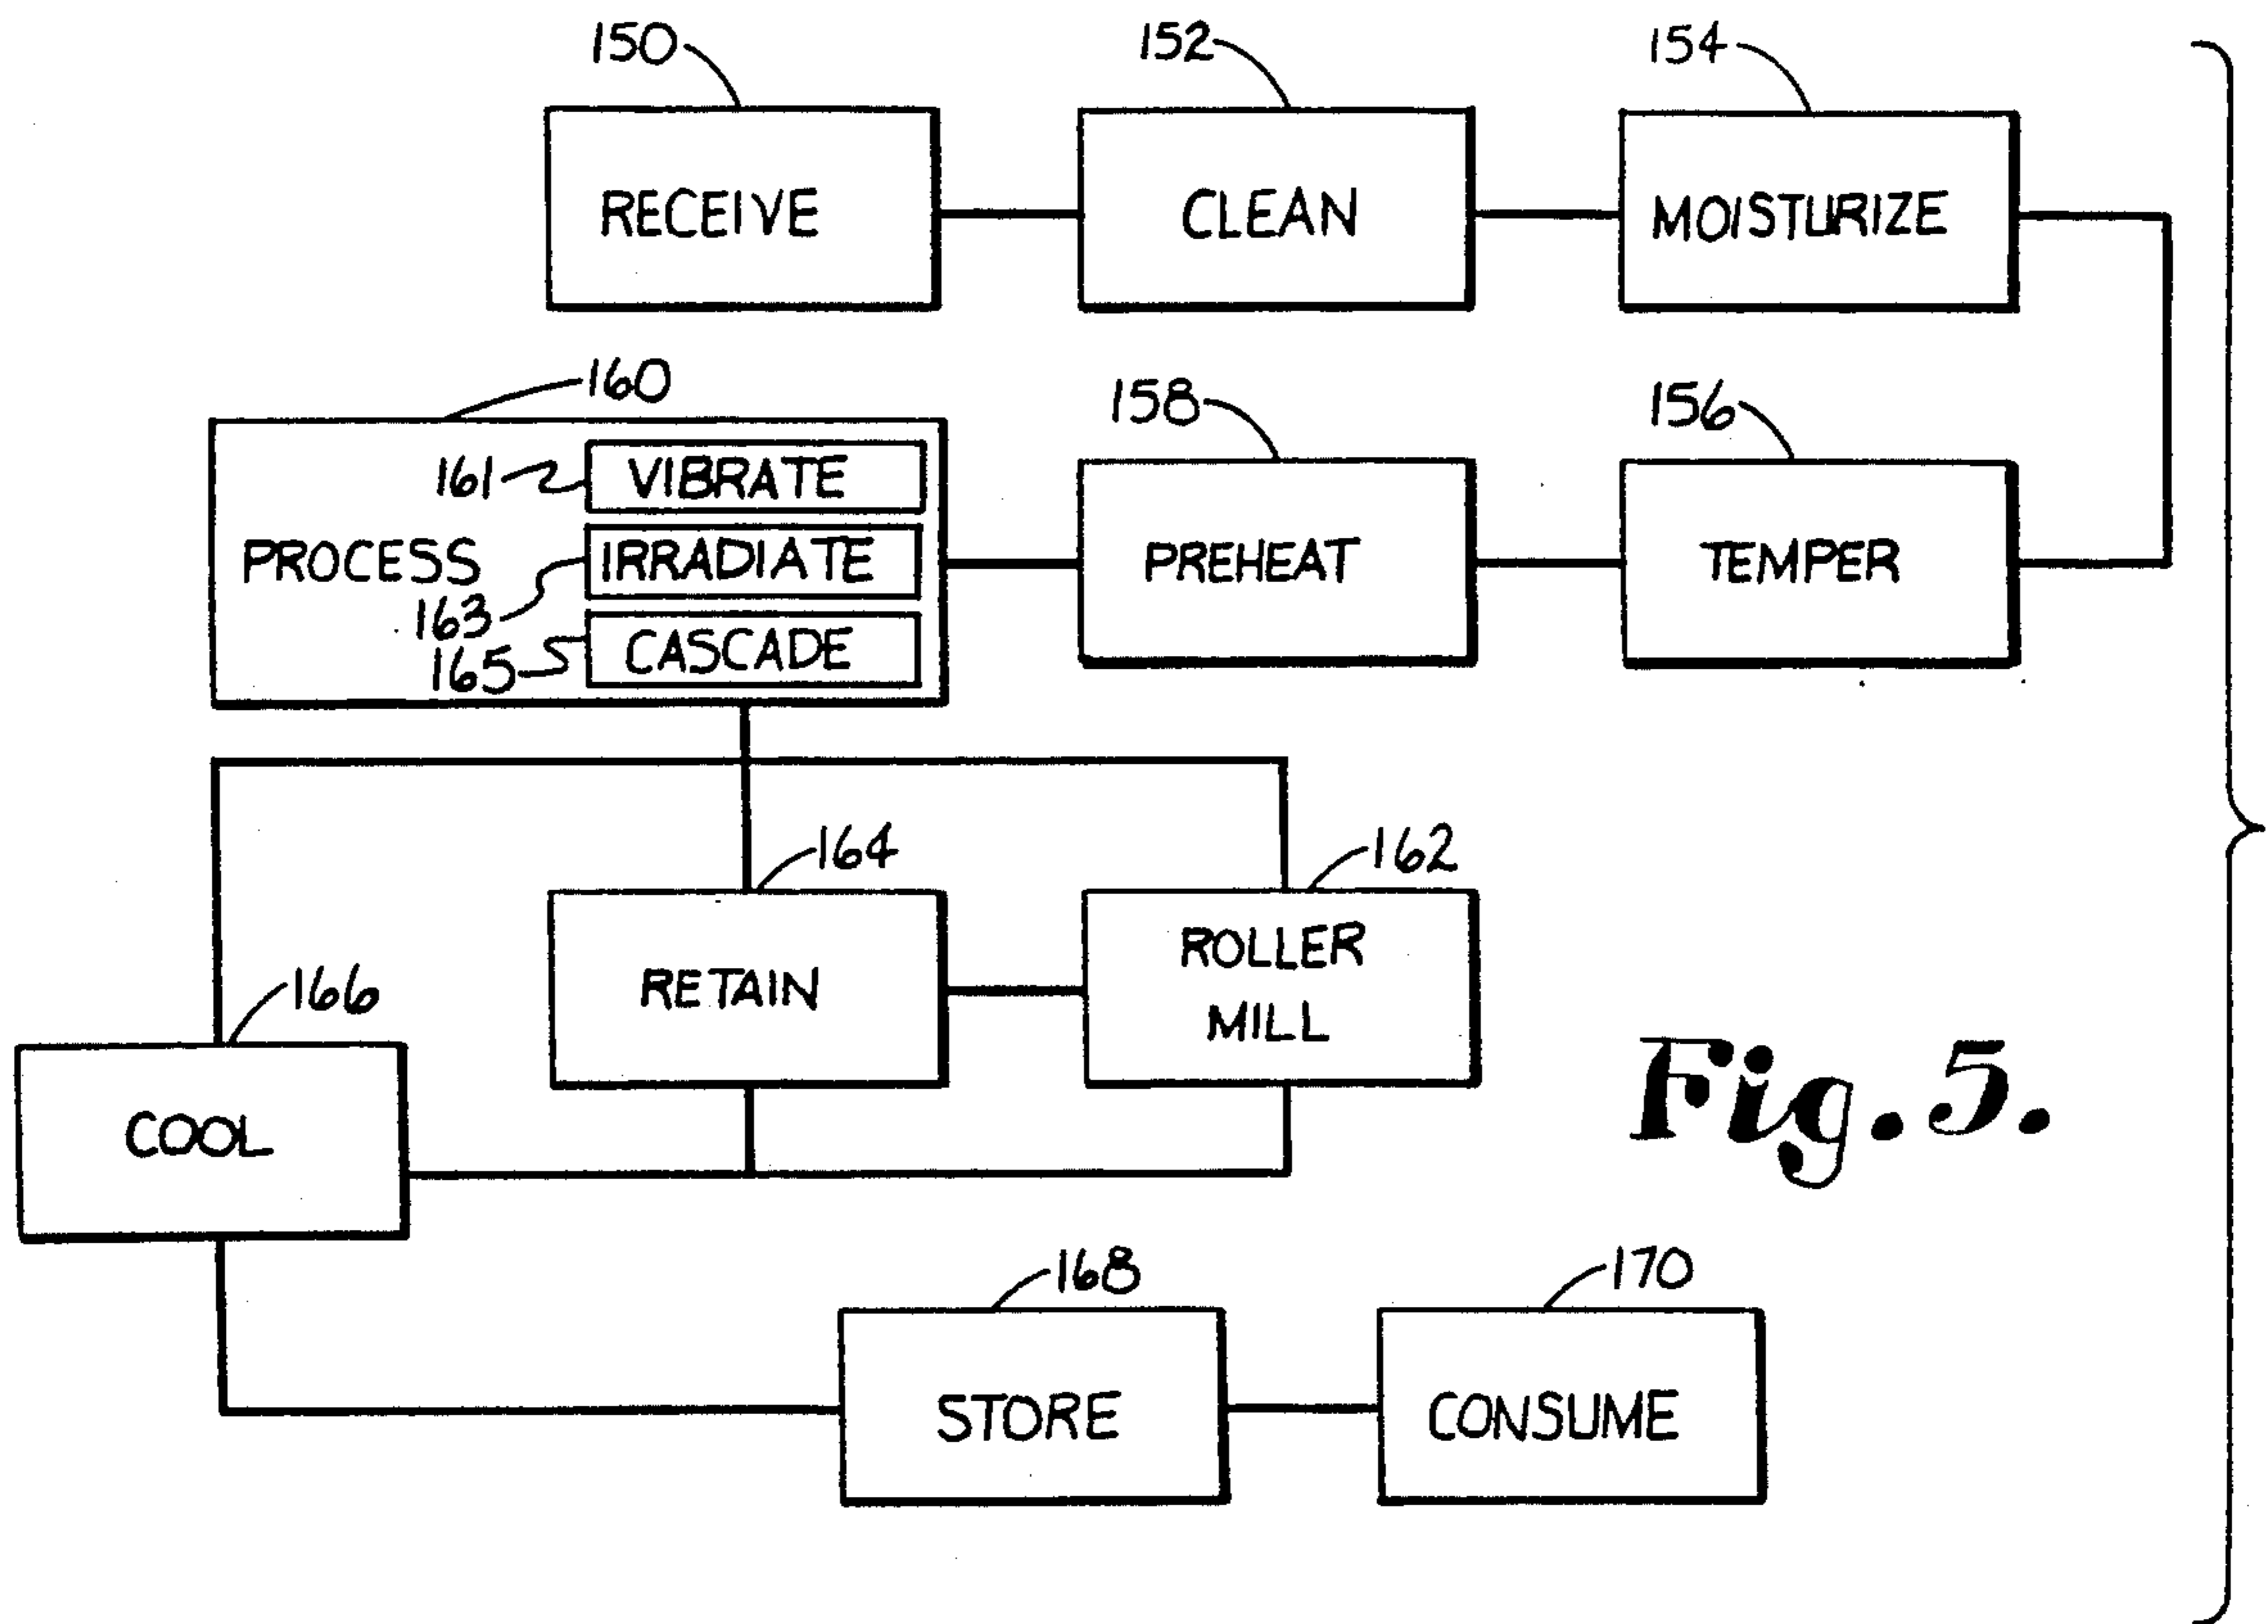 150
152
154
RECEIVE
CLEAN
MOISTURIZE
160
158
156
161
VIBRATE
PROCESS
IRRADIATE
163
165
CASCADE
PREHEAT
TEMPER
164
162
166
RETAIN
ROLLER
MILL
COOL
Fig. 5.
168
170
STORE
CONSUME